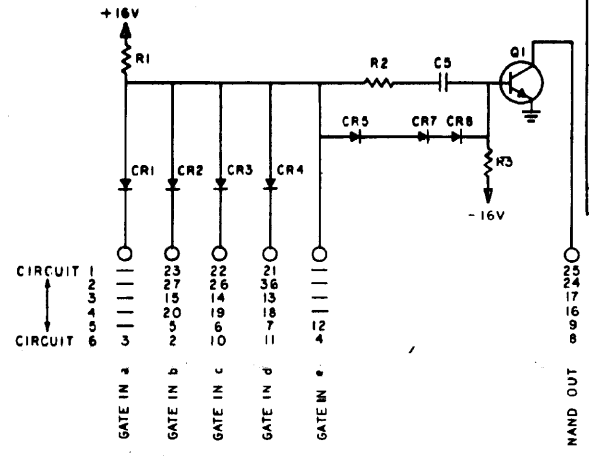 +16V
R1
R2 C5 Q1
CR5 CR7 CR8
CR1 CR2 CR3 CR4
R3
-16V
CIRCUIT 1 — 23 22 21 — 25
2 — 27 26 36 — 24
3 — 15 14 13 — 17
4 — 20 19 18 — 16
5 — 5 6 7 12 9
CIRCUIT 6 3 2 10 11 4 8
GATE IN a
GATE IN b
GATE IN c
GATE IN d
GATE IN e
NAND OUT